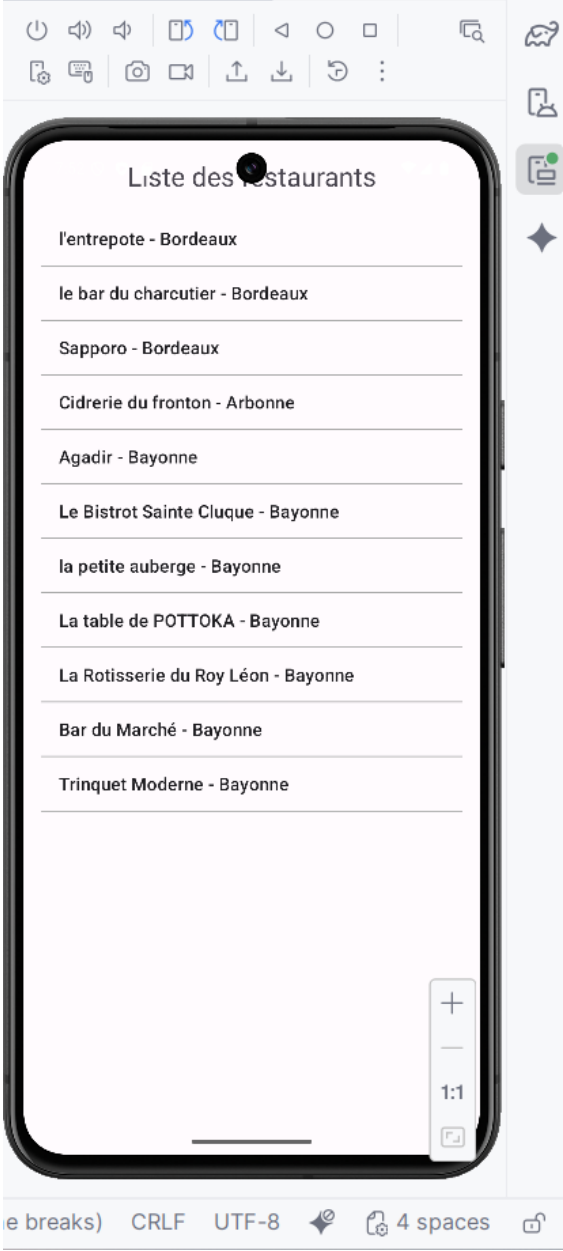 Liste des restaurants
l'entrepote - Bordeaux
le bar du charcutier - Bordeaux
Sapporo - Bordeaux
Cidrerie du fronton - Arbonne
Agadir - Bayonne
Le Bistrot Sainte Cluque - Bayonne
la petite auberge - Bayonne
La table de POTTOKA - Bayonne
La Rotisserie du Roy Léon - Bayonne
Bar du Marché - Bayonne
Trinquet Moderne - Bayonne
1:1
e breaks) CRLF UTF-8 4 spaces